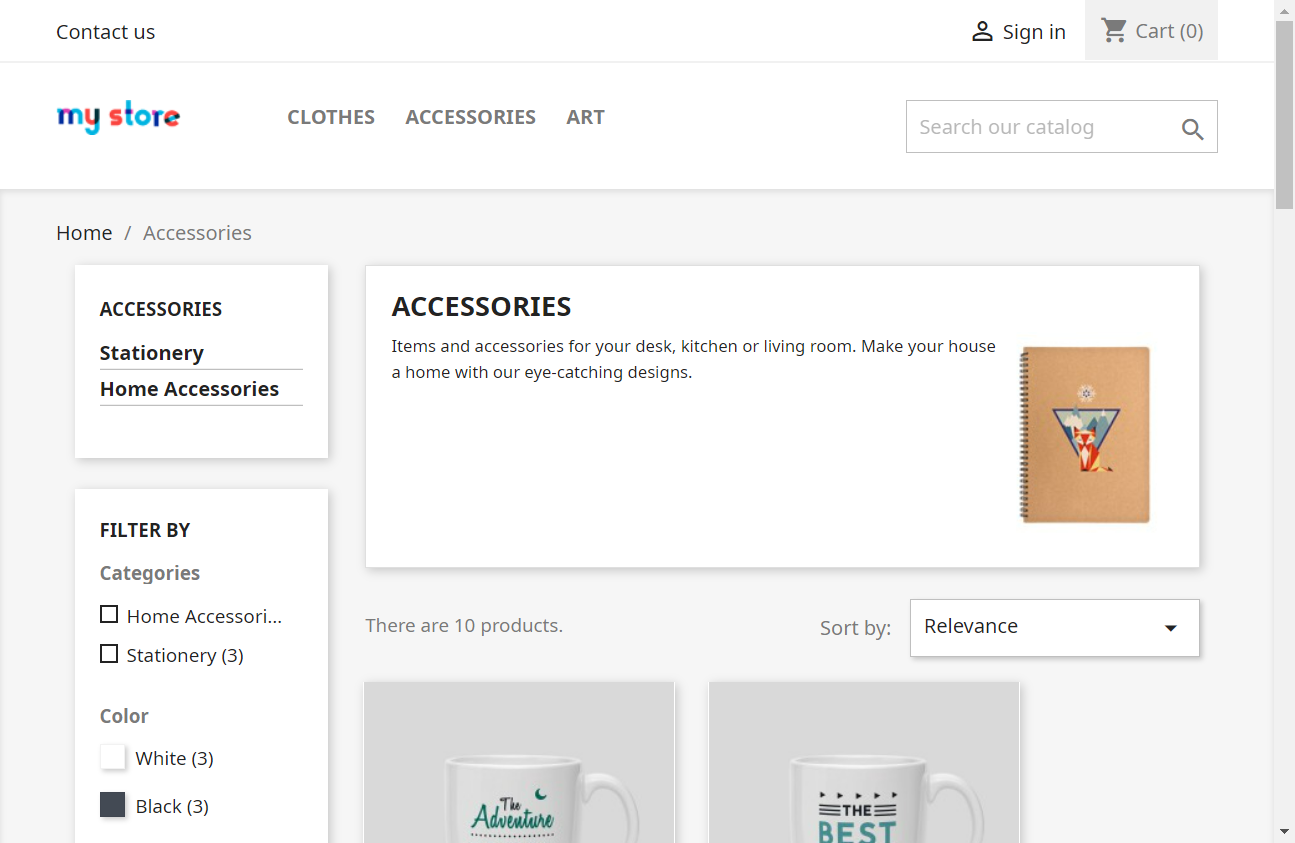 Contact us
Sign in
Cart (0)
my store
CLOTHES
ACCESSORIES
ART
Search our catalog
Home / Accessories
ACCESSORIES
Stationery
Home Accessories
FILTER BY
Categories
Home Accessori...
Stationery (3)
Color
White (3)
Black (3)
ACCESSORIES
Items and accessories for your desk, kitchen or living room. Make your house
a home with our eye-catching designs.
There are 10 products.
Sort by:
Relevance
The
Adventure
THE
BEST